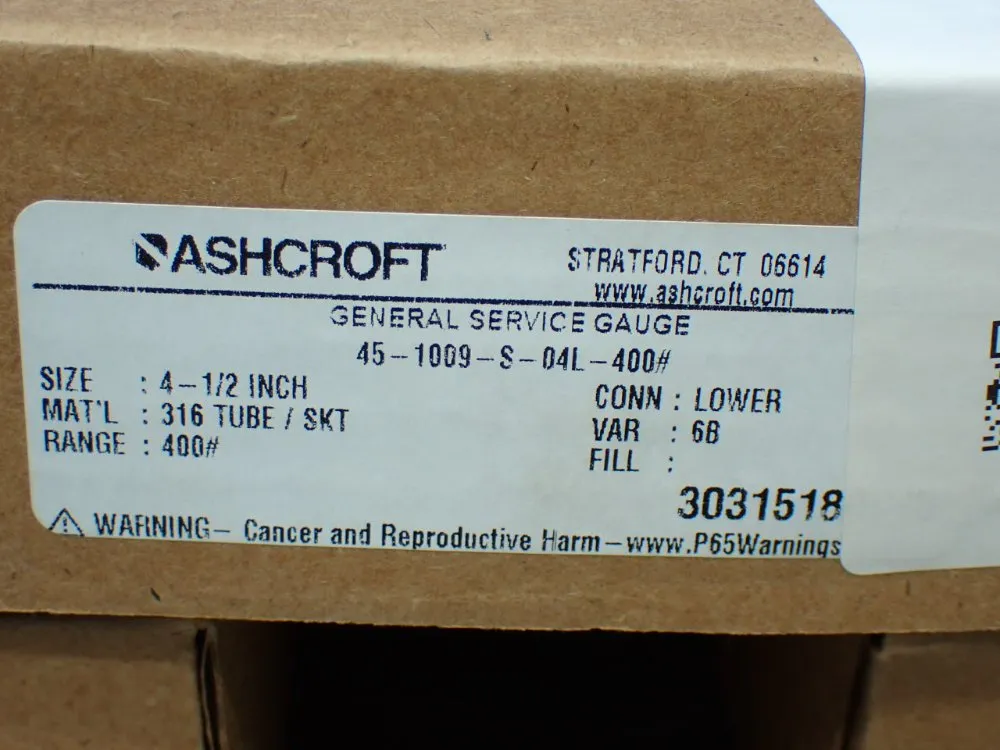 ASHCROFT
STRATFORD, CT 06614
www.ashcroft.com
GENERAL SERVICE GAUGE
45-1009-S-04L-400#
SIZE : 4-1/2 INCH
MAT'L : 316 TUBE / SKT
RANGE : 400#
CONN : LOWER
VAR : 6B
FILL :
3031518
⚠ WARNING- Cancer and Reproductive Harm-www.P65Warnings